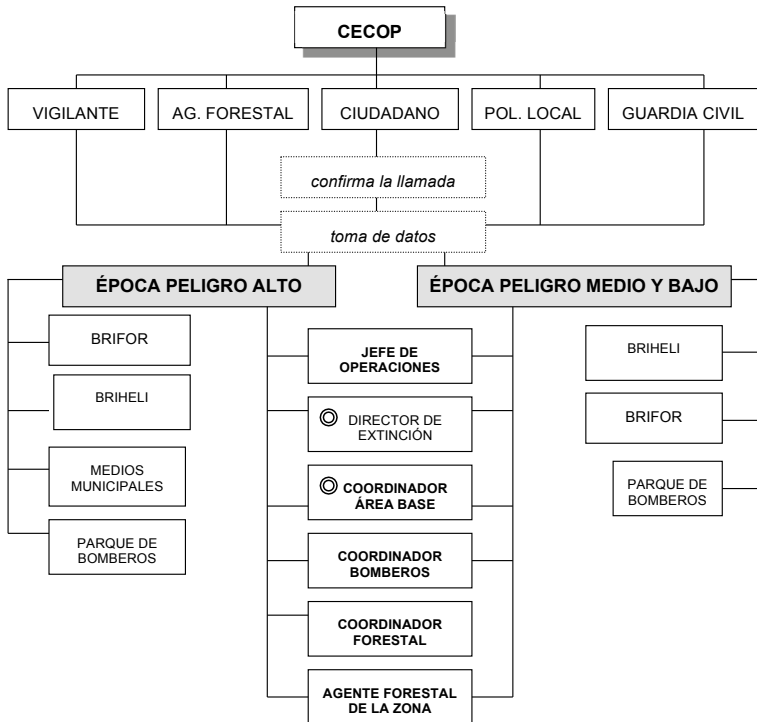 CECOP
VIGILANTE
AG. FORESTAL
CIUDADANO
POL. LOCAL
GUARDIA CIVIL
confirma la llamada
toma de datos
ÉPOCA PELIGRO ALTO
ÉPOCA PELIGRO MEDIO Y BAJO
BRIFOR
BRIHELI
MEDIOS
MUNICIPALES
PARQUE DE
BOMBEROS
JEFE DE
OPERACIONES
DIRECTOR DE
EXTINCIÓN
COORDINADOR
ÁREA BASE
COORDINADOR
BOMBEROS
COORDINADOR
FORESTAL
AGENTE FORESTAL
DE LA ZONA
BRIHELI
BRIFOR
PARQUE DE
BOMBEROS